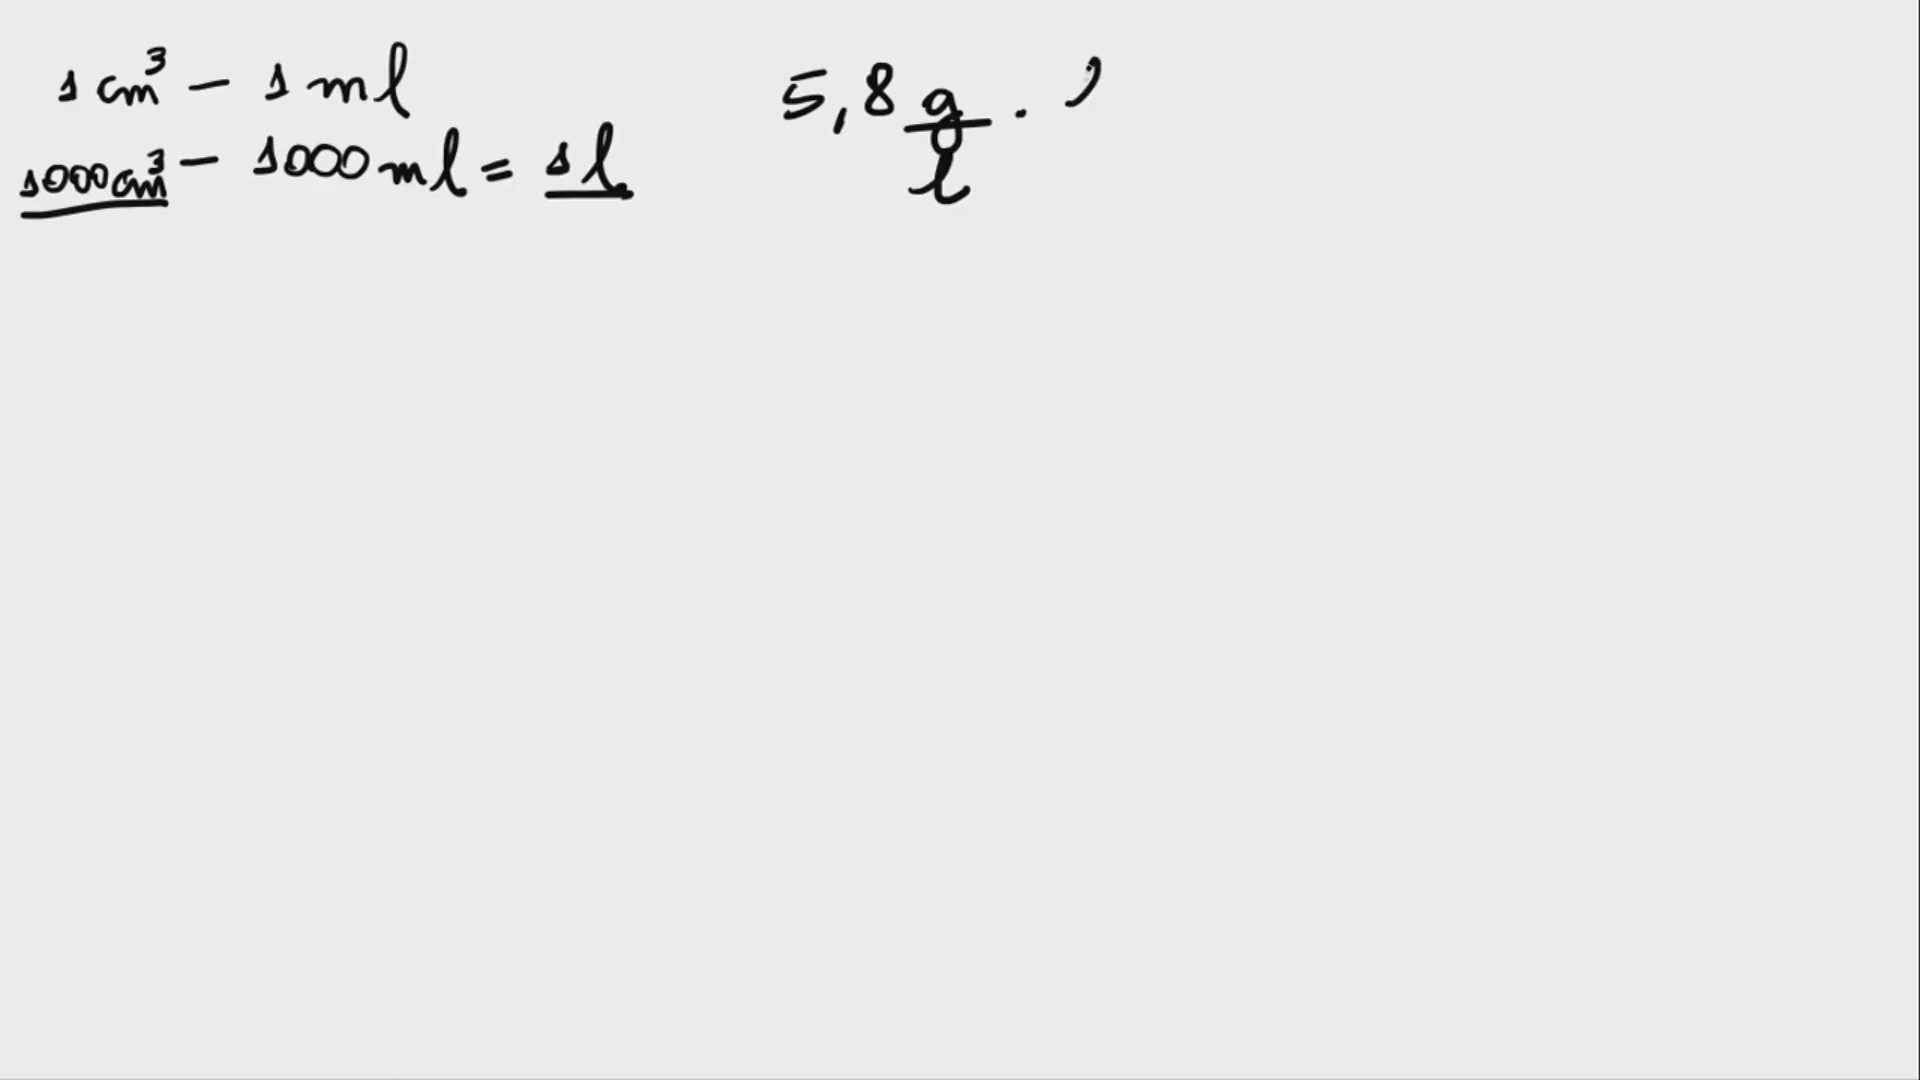 1 cm³ – 1 ml
1000 cm³ – 1000 ml = 1 l
5,8 g/l ·